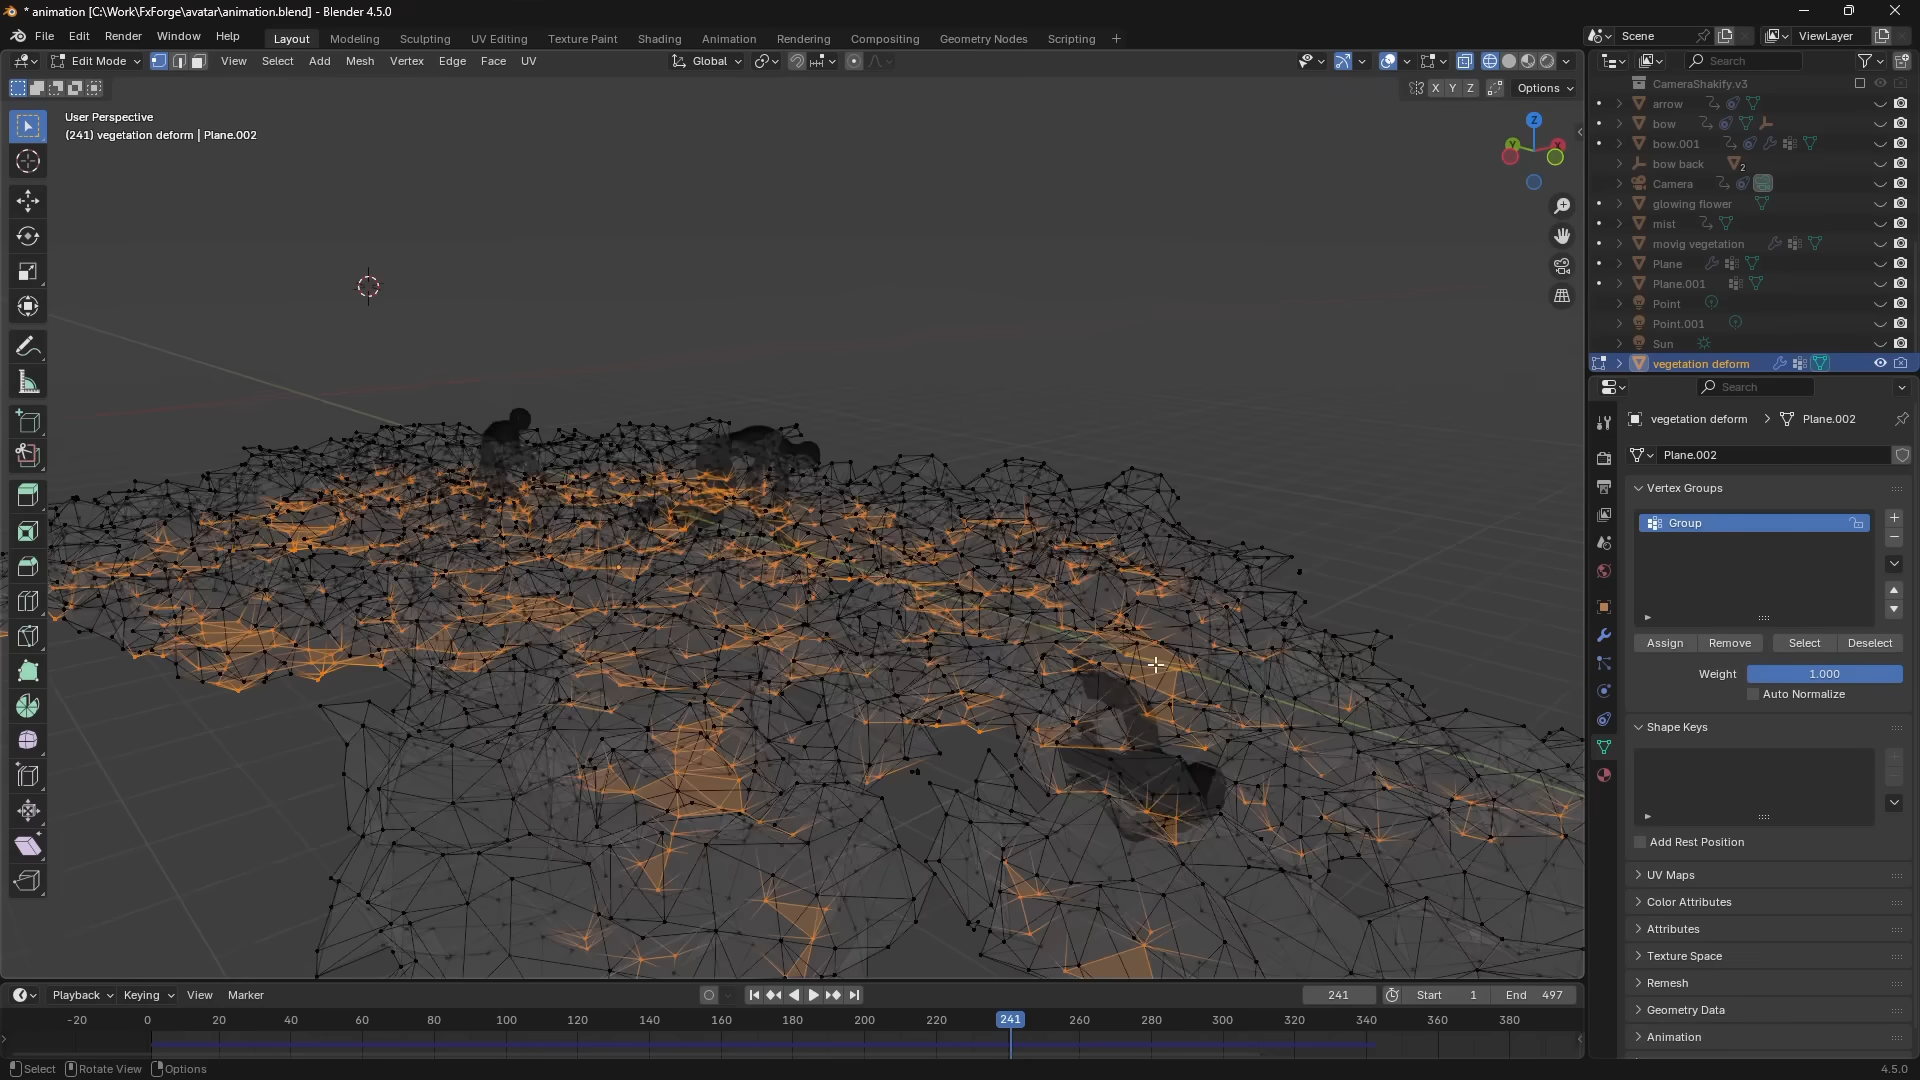 * animation [C:\Work\FxForge\avatar\animation.blend] - Blender 4.5.0
File Edit Render Window Help Layout Modeling Sculpting UV Editing Texture Paint Shading Animation Rendering Compositing Geometry Nodes Scripting + Scene ViewLayer
Edit Mode View Select Add Mesh Vertex Edge Face UV Global Search
X Y Z Options
User Perspective
(241) vegetation deform | Plane.002
Z
Y X
CameraShakify.v3
arrow
bow
bow.001
bow back 2
Camera
glowing flower
mist
movig vegetation
Plane
Plane.001
Point
Point.001
Sun
vegetation deform
Search
vegetation deform > Plane.002
Plane.002
Vertex Groups
Group
Assign Remove Select Deselect
Weight 1.000
Auto Normalize
Shape Keys
Add Rest Position
UV Maps
Color Attributes
Attributes
Texture Space
Remesh
Geometry Data
Animation
Playback Keying View Marker 241 Start 1 End 497
-20 0 20 40 60 80 100 120 140 160 180 200 220 241 260 280 300 320 340 360 380
Select Rotate View Options 4.5.0